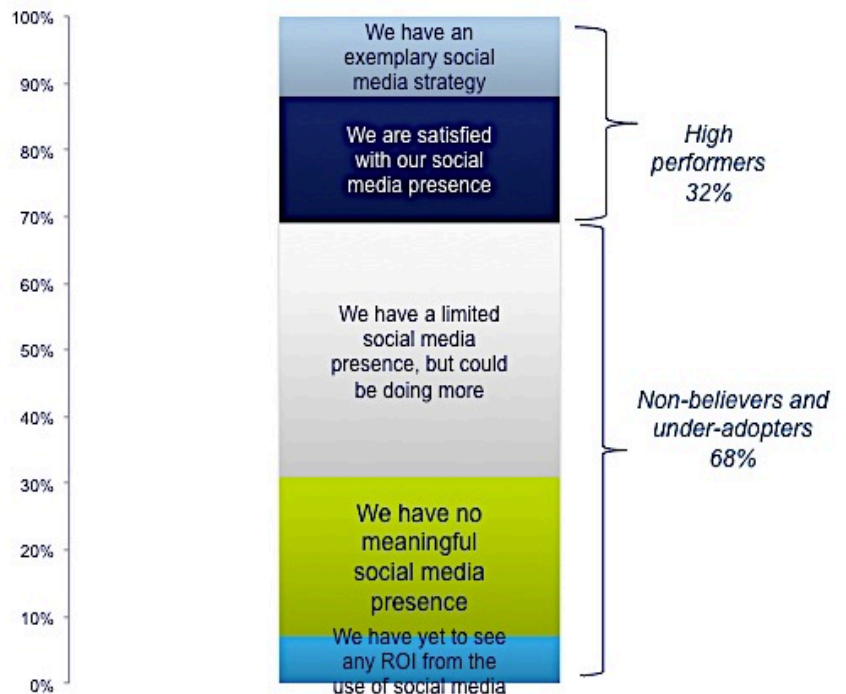 100%
90%
80%
70%
60%
50%
40%
30%
20%
10%
0%
We have an
exemplary social
media strategy
We are satisfied
with our social
media presence
We have a limited
social media
presence, but could
be doing more
We have no
meaningful
social media
presence
We have yet to see
any ROI from the
use of social media
High
performers
32%
Non-believers and
under-adopters
68%